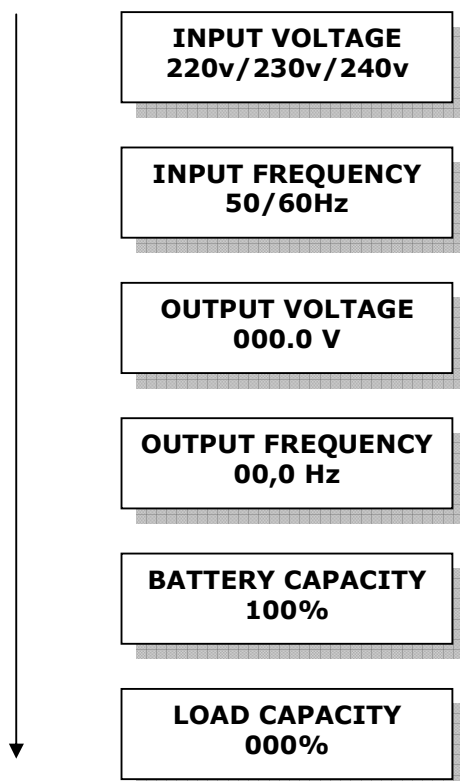 INPUT VOLTAGE
220v/230v/240v
INPUT FREQUENCY
50/60Hz
OUTPUT VOLTAGE
000.0 V
OUTPUT FREQUENCY
00,0 Hz
BATTERY CAPACITY
100%
LOAD CAPACITY
000%